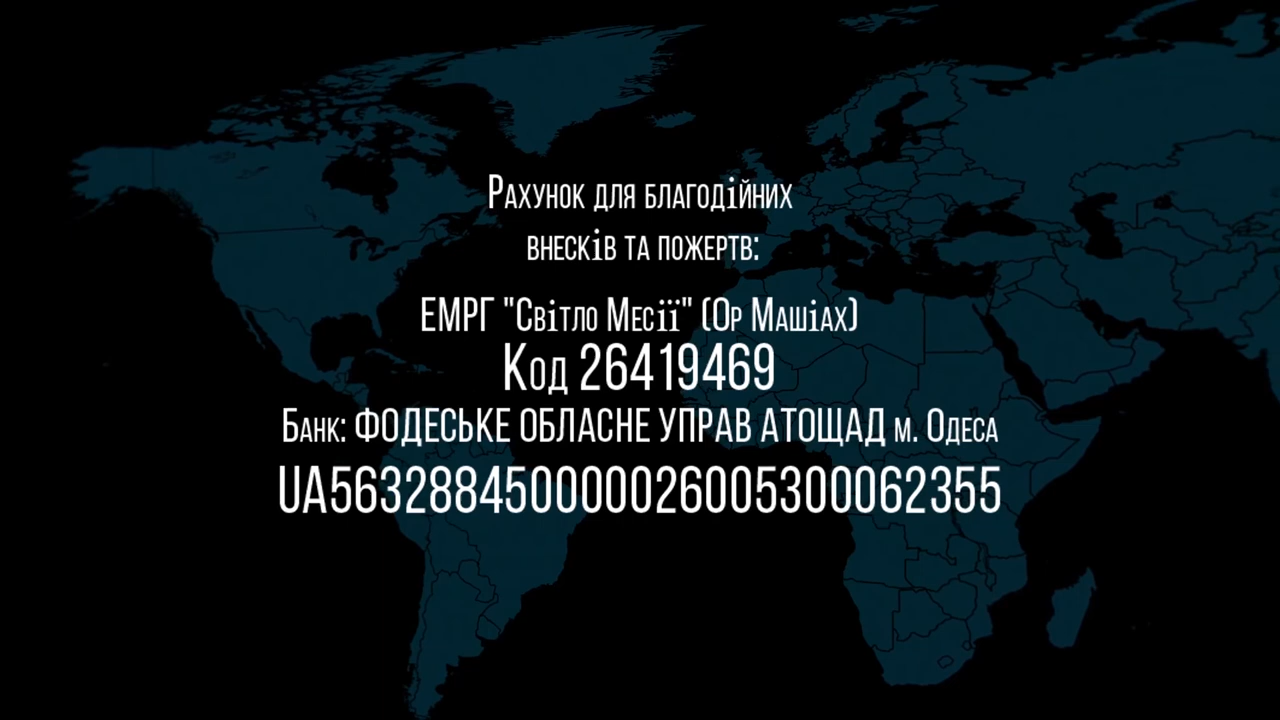 Рахунок для благодійних
внесків та пожертв:
ЕМРГ "Світло Месії" (Ор Машіах)
Код 26419469
Банк: ФОДЕСЬКЕ ОБЛАСНЕ УПРАВ АТОЩАД м. Одеса
UA563288450000026005300062355